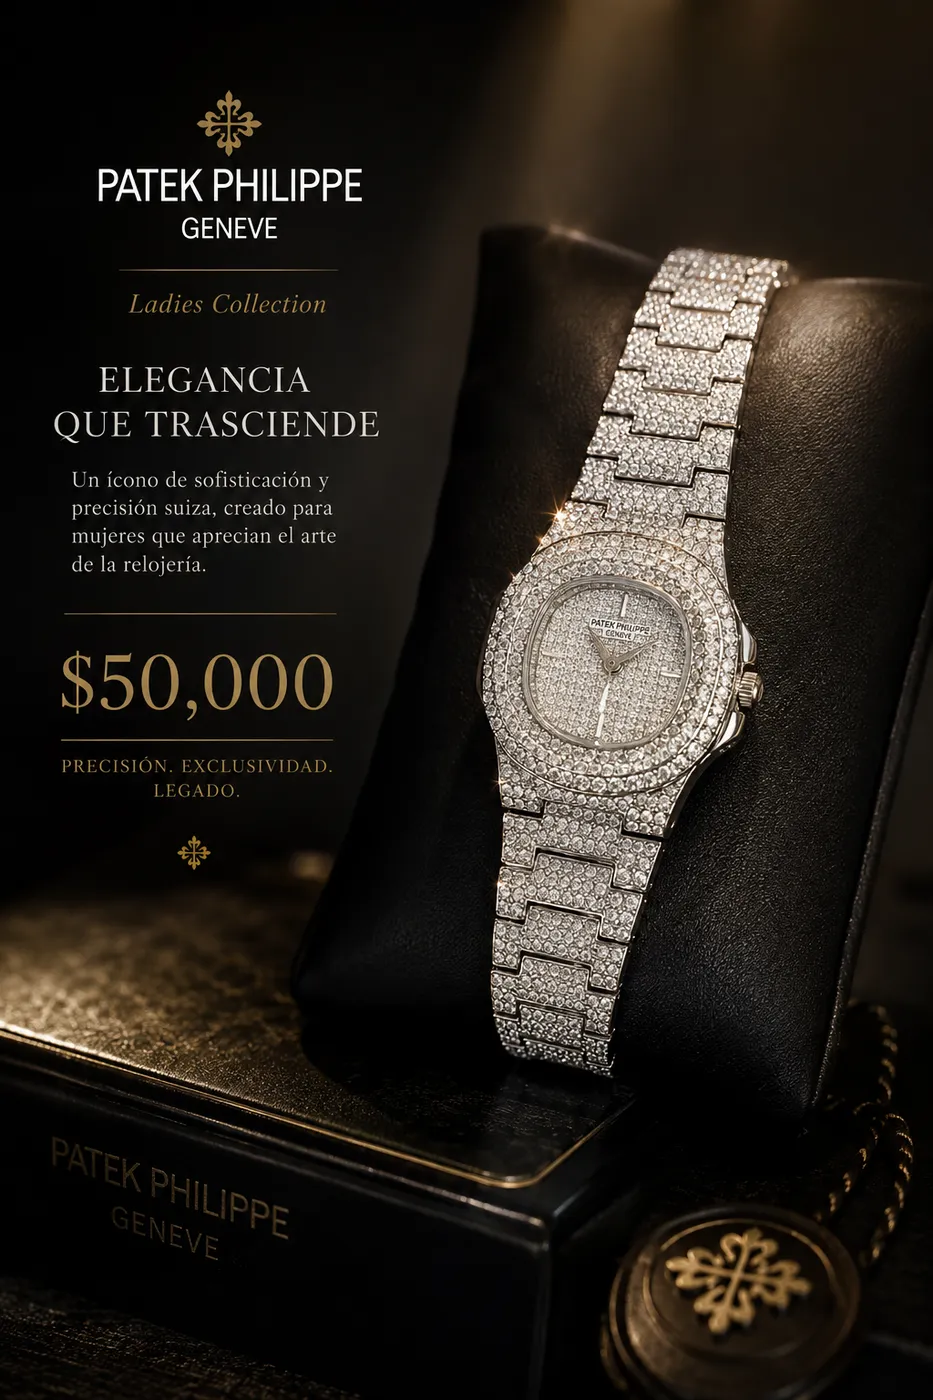 PATEK PHILIPPE
GENEVE
Ladies Collection
ELEGANCIA
QUE TRASCIENDE
Un ícono de sofisticación y
precisión suiza, creado para
mujeres que aprecian el arte
de la relojería.
$50,000
PRECISIÓN. EXCLUSIVIDAD.
LEGADO.
PATEK PHILIPPE
GENEVE
PATEK PHILIPPE
GENEVE